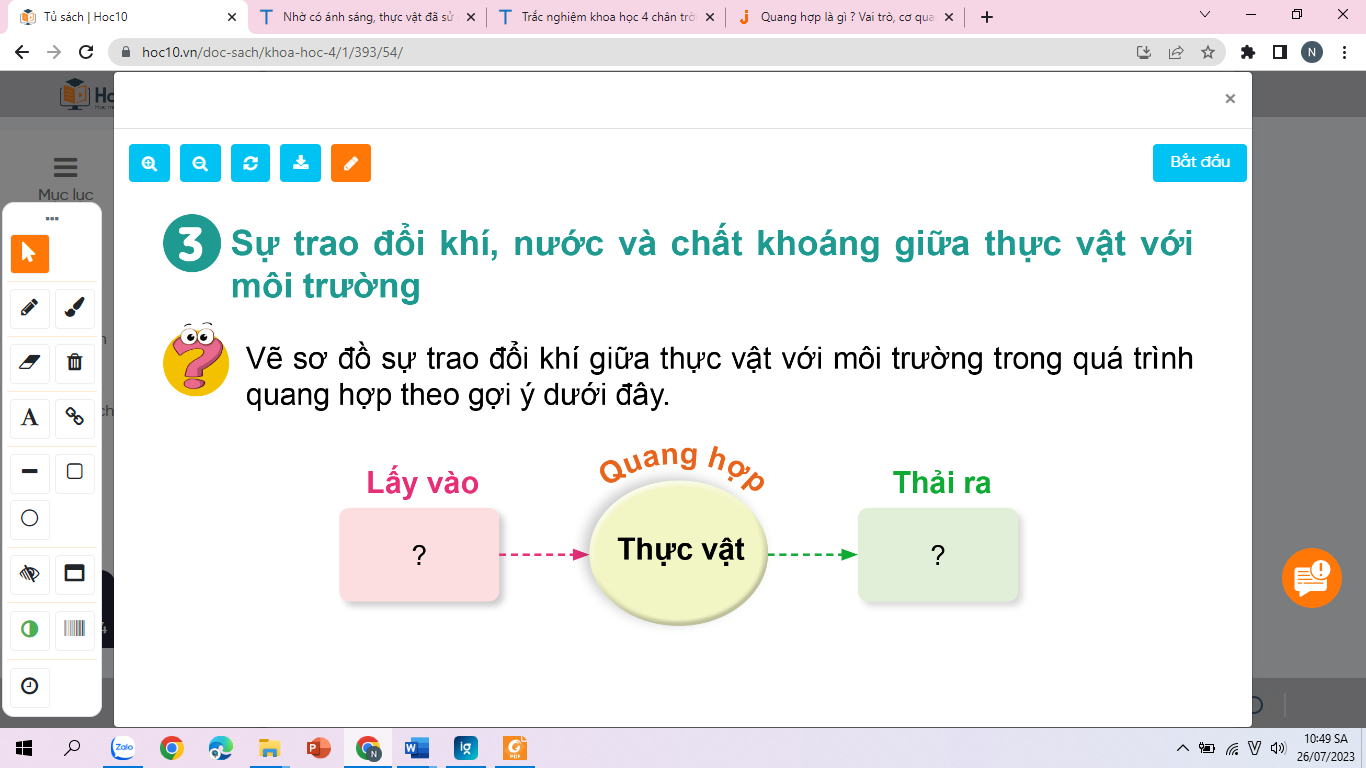 Tủ sách | Hoc10
Nhờ có ánh sáng, thực vật đã sử
Trắc nghiệm khoa học 4 chân trời
Quang hợp là gì ? Vai trò, cơ qua
hoc10.vn/doc-sach/khoa-hoc-4/1/393/54/
N
Mục lục
Bắt đầu
3 Sự trao đổi khí, nước và chất khoáng giữa thực vật với
môi trường
Vẽ sơ đồ sự trao đổi khí giữa thực vật với môi trường trong quá trình
quang hợp theo gợi ý dưới đây.
Quang hợp
Lấy vào
Thải ra
?
Thực vật
?
A
Zalo
10:49 SA
26/07/2023